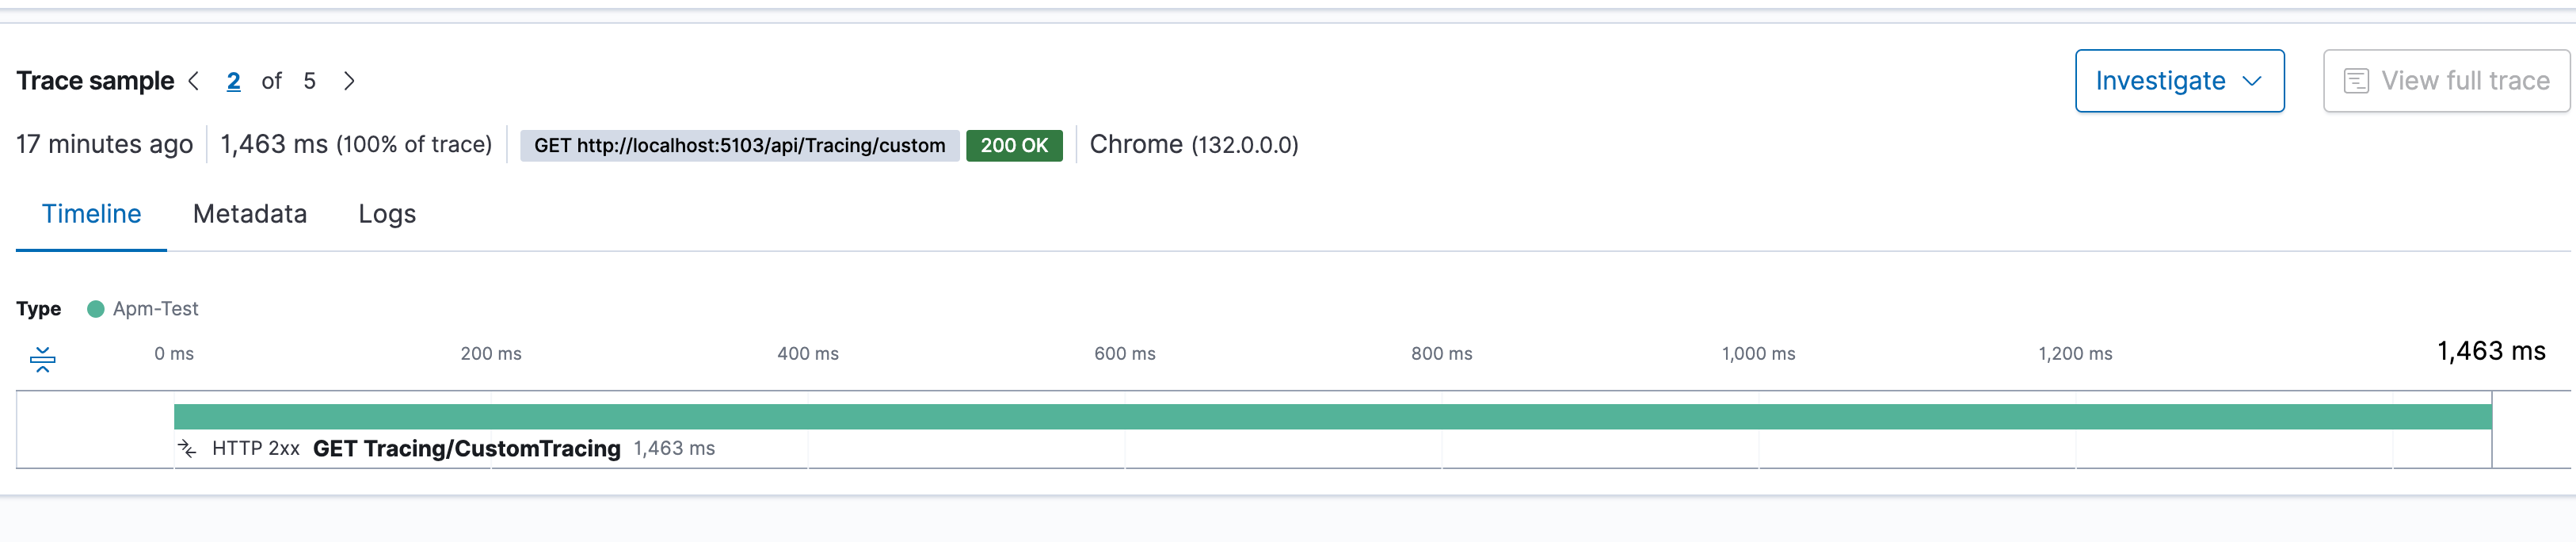 Trace sample 2 of 5 Investigate View full trace
17 minutes ago 1,463 ms (100% of trace) GET http://localhost:5103/api/Tracing/custom 200 OK Chrome (132.0.0.0)
Timeline Metadata Logs
Type Apm-Test
0 ms 200 ms 400 ms 600 ms 800 ms 1,000 ms 1,200 ms 1,463 ms
HTTP 2xx GET Tracing/CustomTracing 1,463 ms